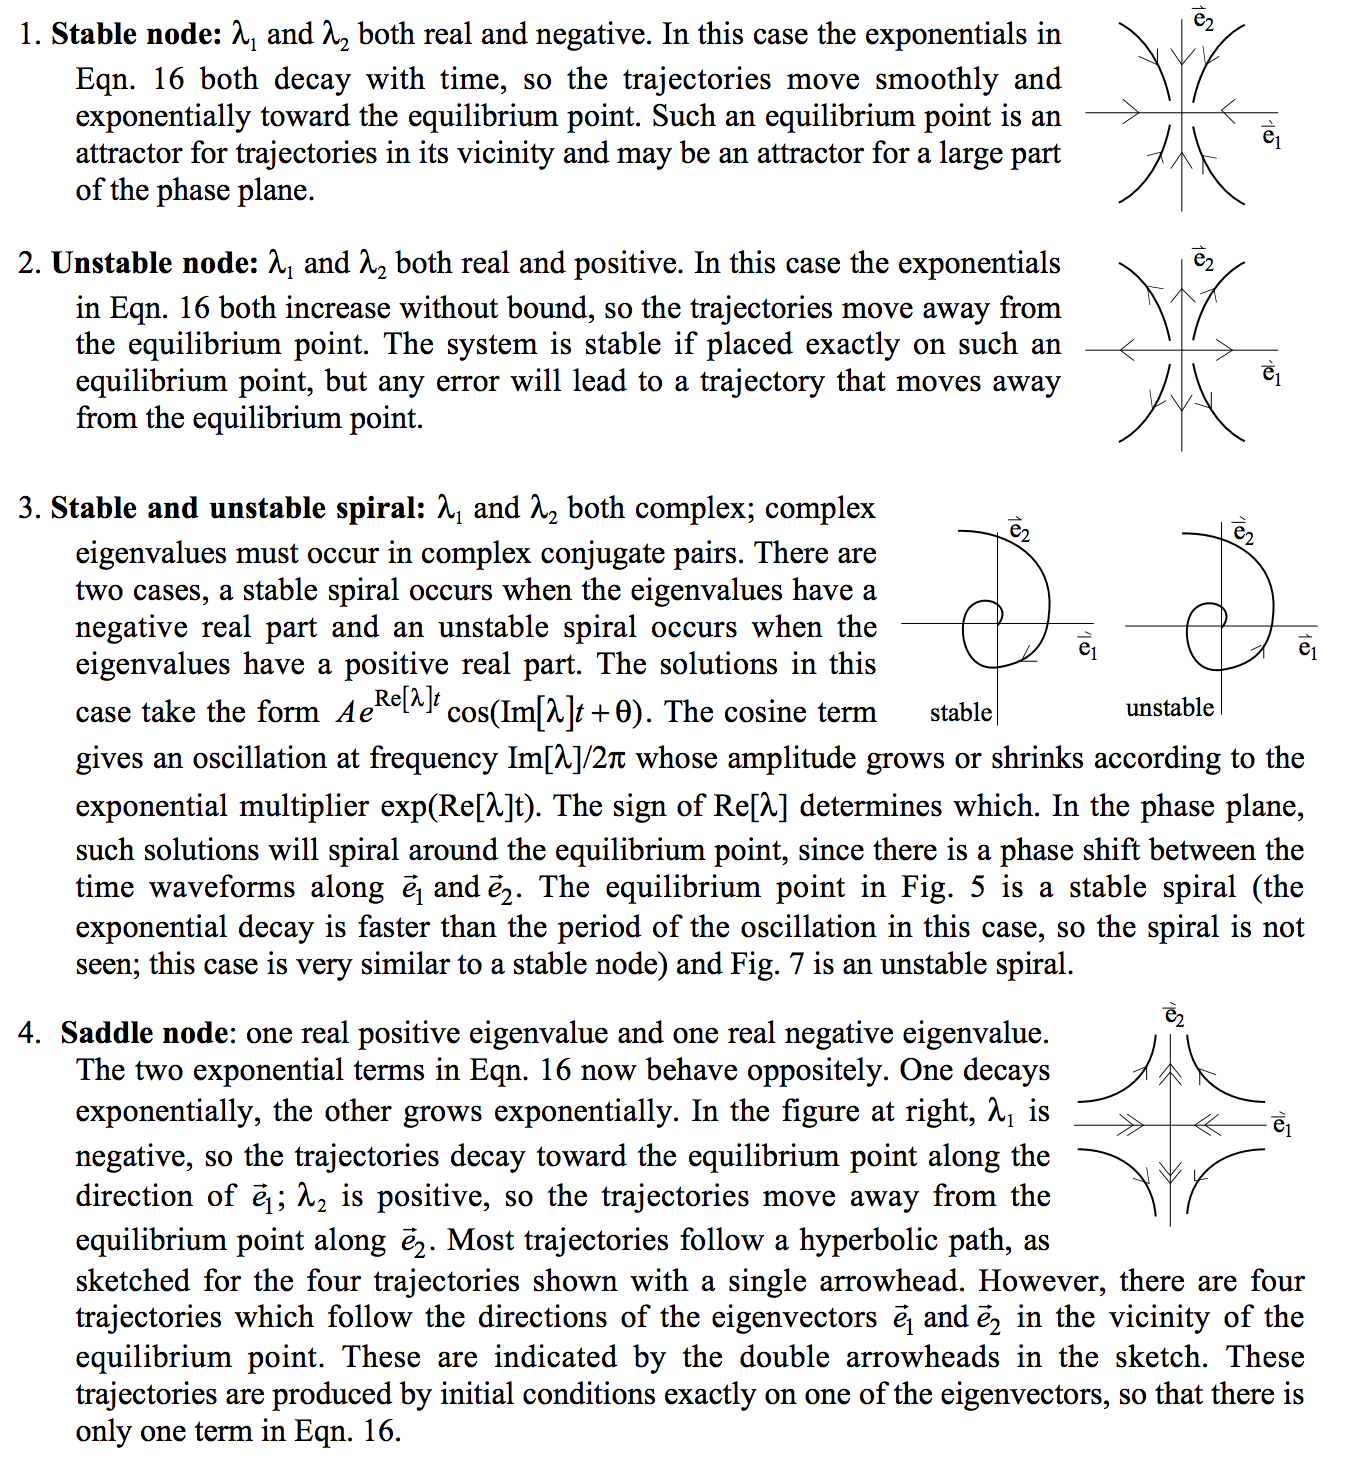 1. Stable node: λ₁ and λ₂ both real and negative. In this case the exponentials in
Eqn. 16 both decay with time, so the trajectories move smoothly and
exponentially toward the equilibrium point. Such an equilibrium point is an
attractor for trajectories in its vicinity and may be an attractor for a large part
of the phase plane.
e⃗₂
e⃗₁
2. Unstable node: λ₁ and λ₂ both real and positive. In this case the exponentials
in Eqn. 16 both increase without bound, so the trajectories move away from
the equilibrium point. The system is stable if placed exactly on such an
equilibrium point, but any error will lead to a trajectory that moves away
from the equilibrium point.
e⃗₂
e⃗₁
3. Stable and unstable spiral: λ₁ and λ₂ both complex; complex
eigenvalues must occur in complex conjugate pairs. There are
two cases, a stable spiral occurs when the eigenvalues have a
negative real part and an unstable spiral occurs when the
eigenvalues have a positive real part. The solutions in this
case take the form Ae^{Re[λ]t} cos(Im[λ]t + θ). The cosine term
e⃗₂
e⃗₁
stable
e⃗₂
e⃗₁
unstable
gives an oscillation at frequency Im[λ]/2π whose amplitude grows or shrinks according to the
exponential multiplier exp(Re[λ]t). The sign of Re[λ] determines which. In the phase plane,
such solutions will spiral around the equilibrium point, since there is a phase shift between the
time waveforms along e⃗₁ and e⃗₂. The equilibrium point in Fig. 5 is a stable spiral (the
exponential decay is faster than the period of the oscillation in this case, so the spiral is not
seen; this case is very similar to a stable node) and Fig. 7 is an unstable spiral.
4. Saddle node: one real positive eigenvalue and one real negative eigenvalue.
The two exponential terms in Eqn. 16 now behave oppositely. One decays
exponentially, the other grows exponentially. In the figure at right, λ₁ is
negative, so the trajectories decay toward the equilibrium point along the
direction of e⃗₁; λ₂ is positive, so the trajectories move away from the
equilibrium point along e⃗₂. Most trajectories follow a hyperbolic path, as
e⃗₂
e⃗₁
sketched for the four trajectories shown with a single arrowhead. However, there are four
trajectories which follow the directions of the eigenvectors e⃗₁ and e⃗₂ in the vicinity of the
equilibrium point. These are indicated by the double arrowheads in the sketch. These
trajectories are produced by initial conditions exactly on one of the eigenvectors, so that there is
only one term in Eqn. 16.